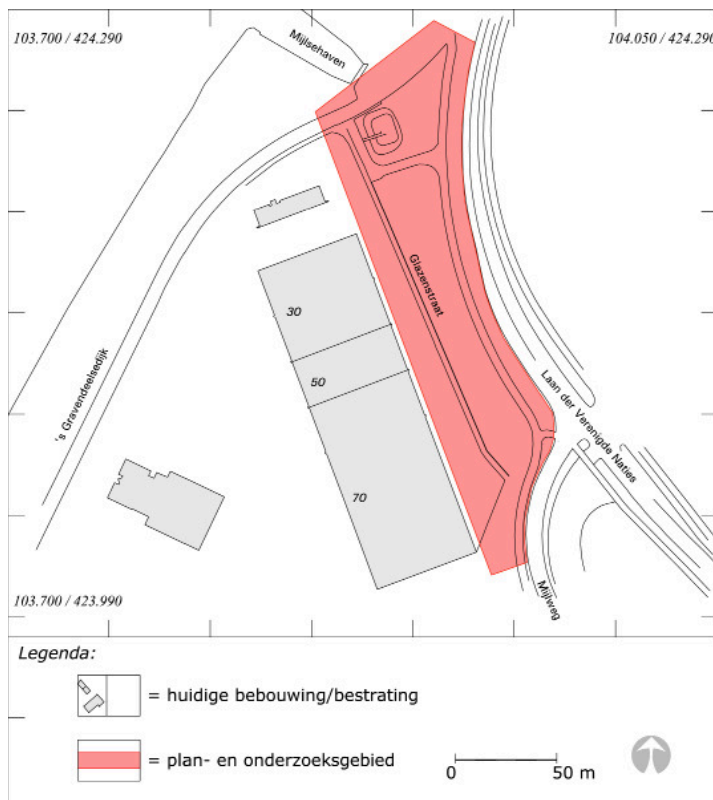 103.700 / 424.290
104.050 / 424.290
Mijlsehaven
Glazenstraat
30
50
70
's Gravendeelsedijk
Laan der Verenigde Naties
Mijlweg
103.700 / 423.990
Legenda:
= huidige bebouwing/bestrating
= plan- en onderzoeksgebied
0 50 m